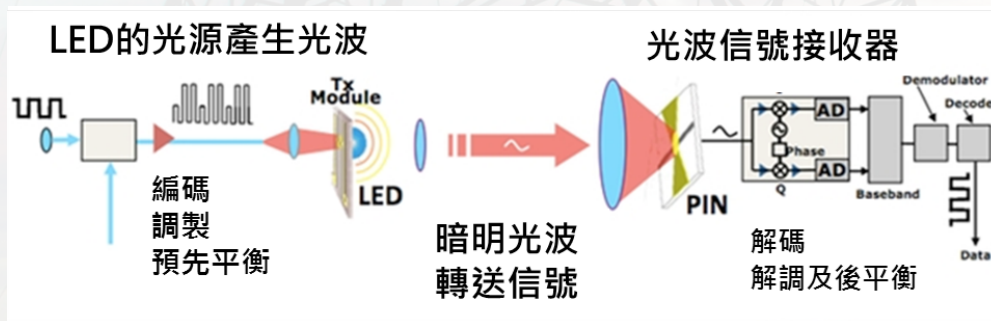 LED的光源產生光波
光波信號接收器
Tx
Module
LED
編碼
調製
預先平衡
暗明光波
轉送信號
PIN
AD
Phase
AD
Q
Baseband
Demodulator
Decode
Data
解碼
解調及後平衡